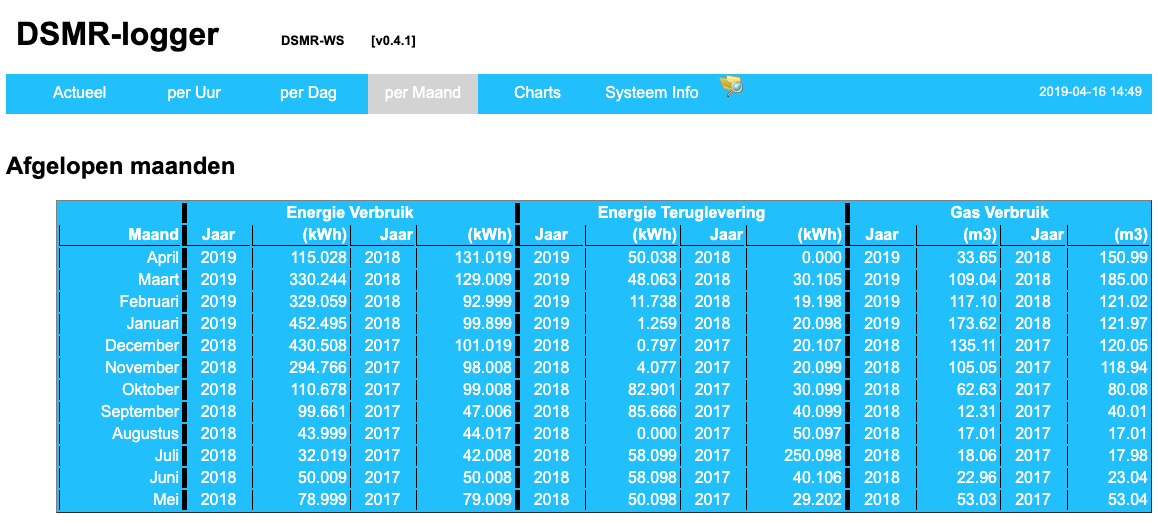 DSMR-logger DSMR-WS [v0.4.1]
Actueel per Uur per Dag per Maand Charts Systeem Info 2019-04-16 14:49
Afgelopen maanden
Energie Verbruik Energie Teruglevering Gas Verbruik
Maand Jaar (kWh) Jaar (kWh) Jaar (kWh) Jaar (kWh) Jaar (m3) Jaar (m3)
April 2019 115.028 2018 131.019 2019 50.038 2018 0.000 2019 33.65 2018 150.99
Maart 2019 330.244 2018 129.009 2019 48.063 2018 30.105 2019 109.04 2018 185.00
Februari 2019 329.059 2018 92.999 2019 11.738 2018 19.198 2019 117.10 2018 121.02
Januari 2019 452.495 2018 99.899 2019 1.259 2018 20.098 2019 173.62 2018 121.97
December 2018 430.508 2017 101.019 2018 0.797 2017 20.107 2018 135.11 2017 120.05
November 2018 294.766 2017 98.008 2018 4.077 2017 20.099 2018 105.05 2017 118.94
Oktober 2018 110.678 2017 99.008 2018 82.901 2017 30.099 2018 62.63 2017 80.08
September 2018 99.661 2017 47.006 2018 85.666 2017 40.099 2018 12.31 2017 40.01
Augustus 2018 43.999 2017 44.017 2018 0.000 2017 50.097 2018 17.01 2017 17.01
Juli 2018 32.019 2017 42.008 2018 58.099 2017 250.098 2018 18.06 2017 17.98
Juni 2018 50.009 2017 50.008 2018 58.098 2017 40.106 2018 22.96 2017 23.04
Mei 2018 78.999 2017 79.009 2018 50.098 2017 29.202 2018 53.03 2017 53.04